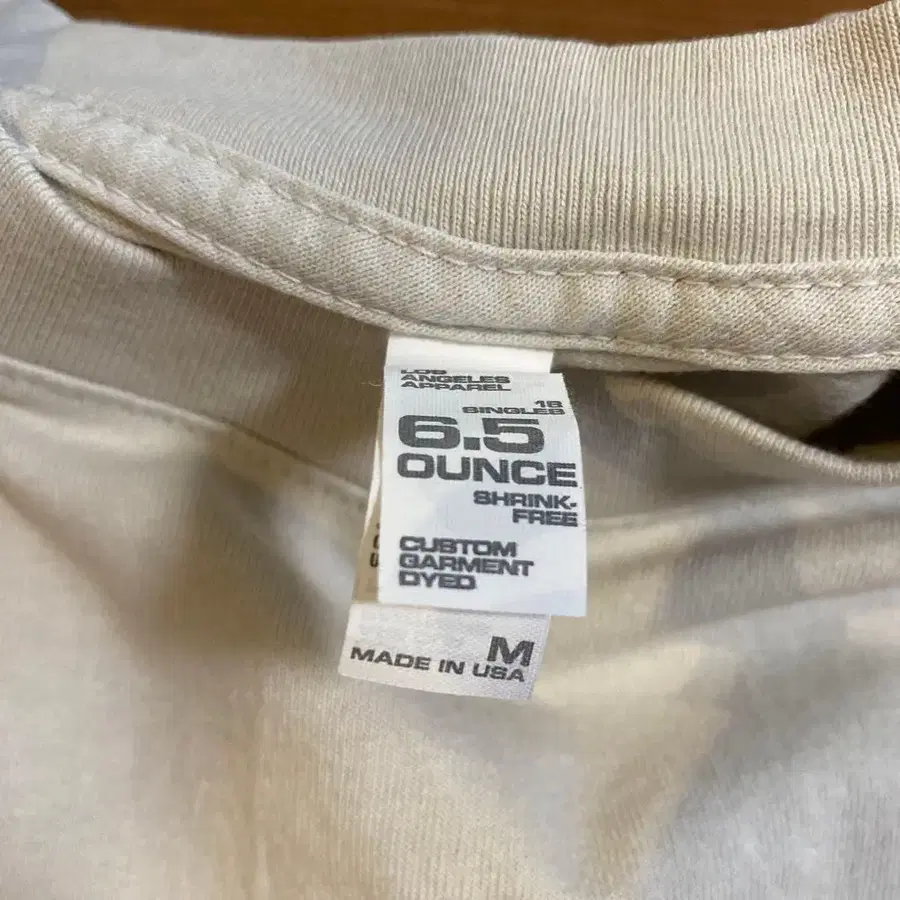 LOS
ANGELES
APPAREL
18
SINGLES
6.5
OUNCE
SHRINK-
FREE
CUSTOM
GARMENT
DYED
M
MADE IN USA